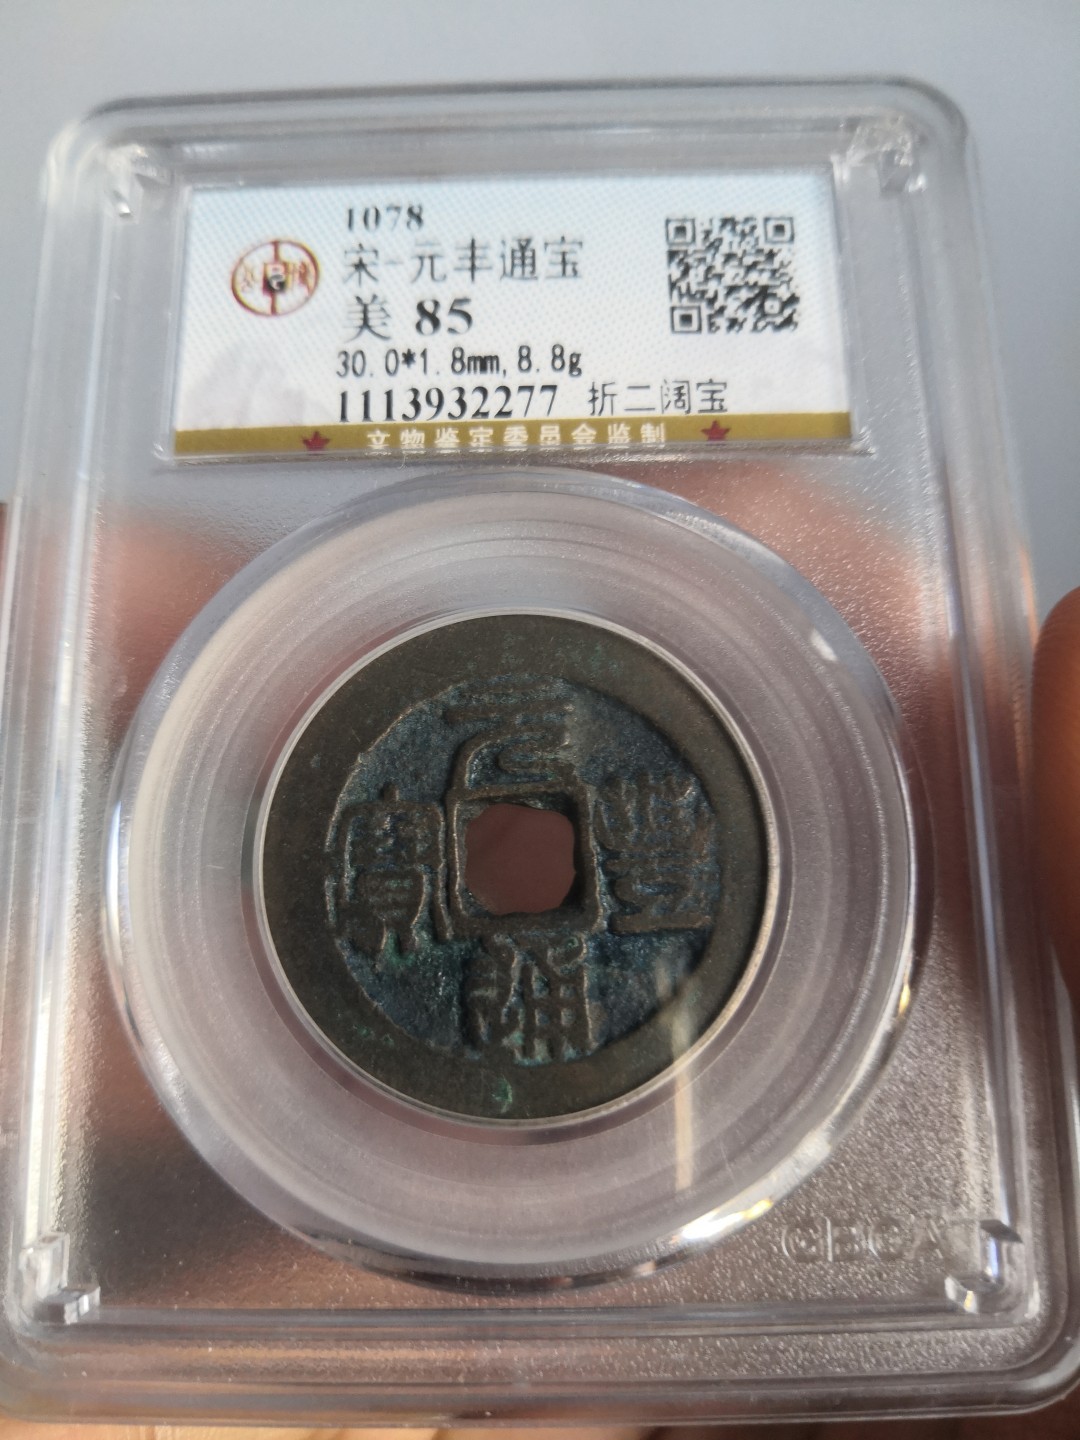 1078
宋-元丰通宝
美 85
30.0*1.8mm,8.8g
1113932277 折二阔宝
文物鉴定委员会监制
元
豐
通
寳
GBCA